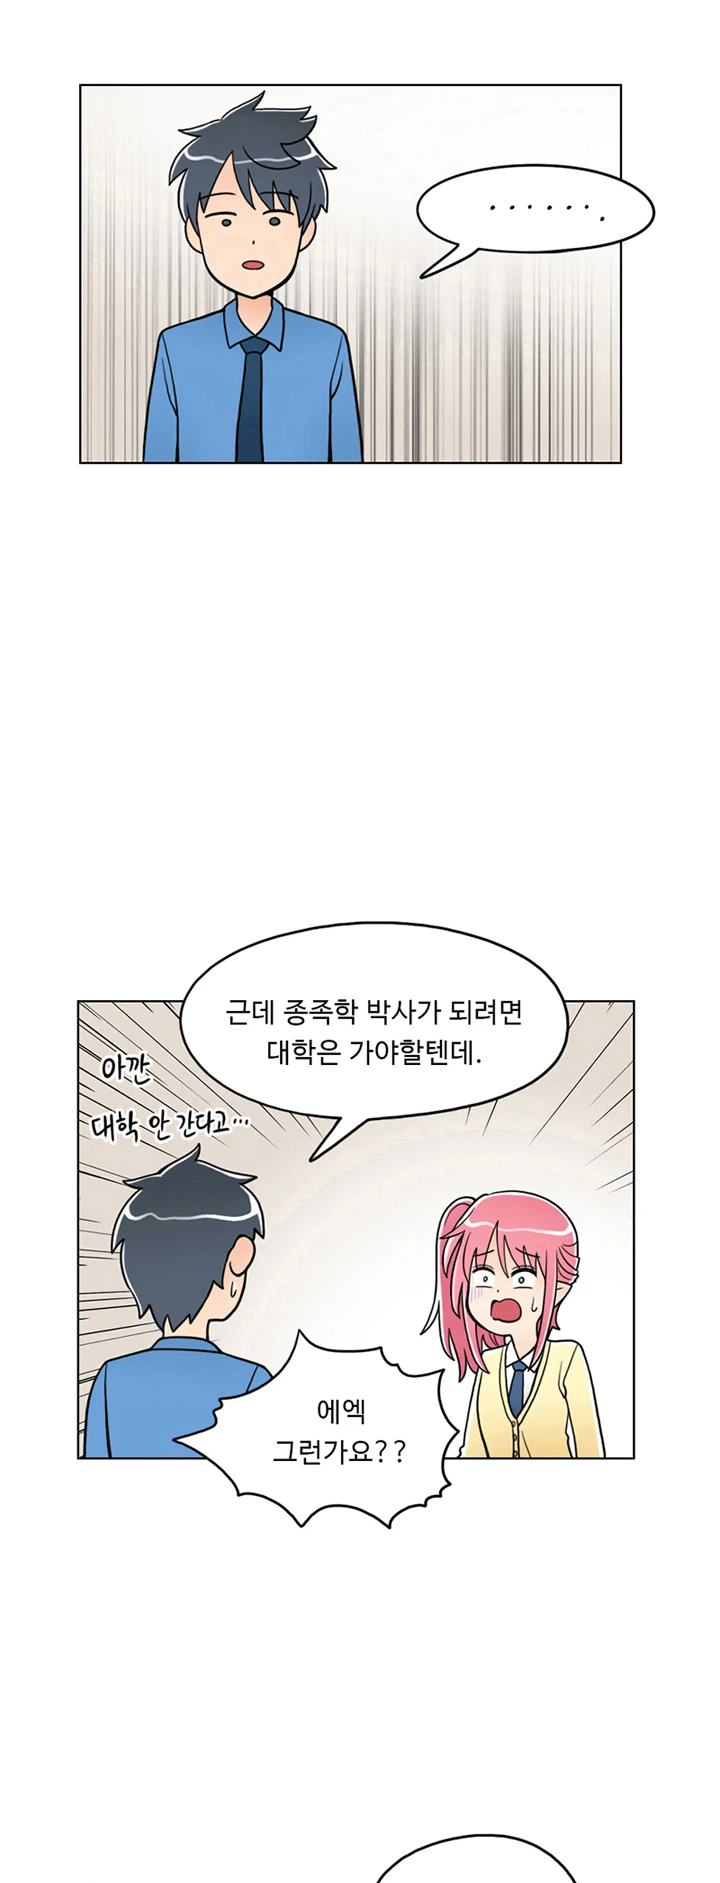 .......
근데 종족학 박사가 되려면
대학은 가야할텐데.
아깐
대학 안 간다고...
에엑
그런가요??